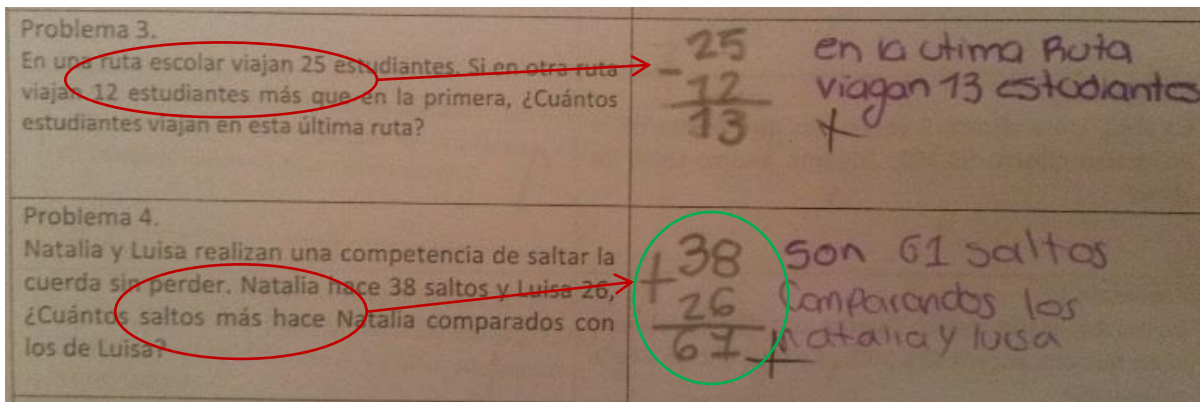 Problema 3.
En una ruta escolar viajan 25 estudiantes. Si en otra ruta
viajan 12 estudiantes más que en la primera, ¿Cuántos
estudiantes viajan en esta última ruta?
25
- 12
13
en la utima Ruta
viagan 13 estodiantes
Problema 4.
Natalia y Luisa realizan una competencia de saltar la
cuerda sin perder. Natalia hace 38 saltos y Luisa 26,
¿Cuántos saltos más hace Natalia comparados con
los de Luisa?
+ 38
26
61
son 61 saltos
Comparandos los
Natalia y luisa